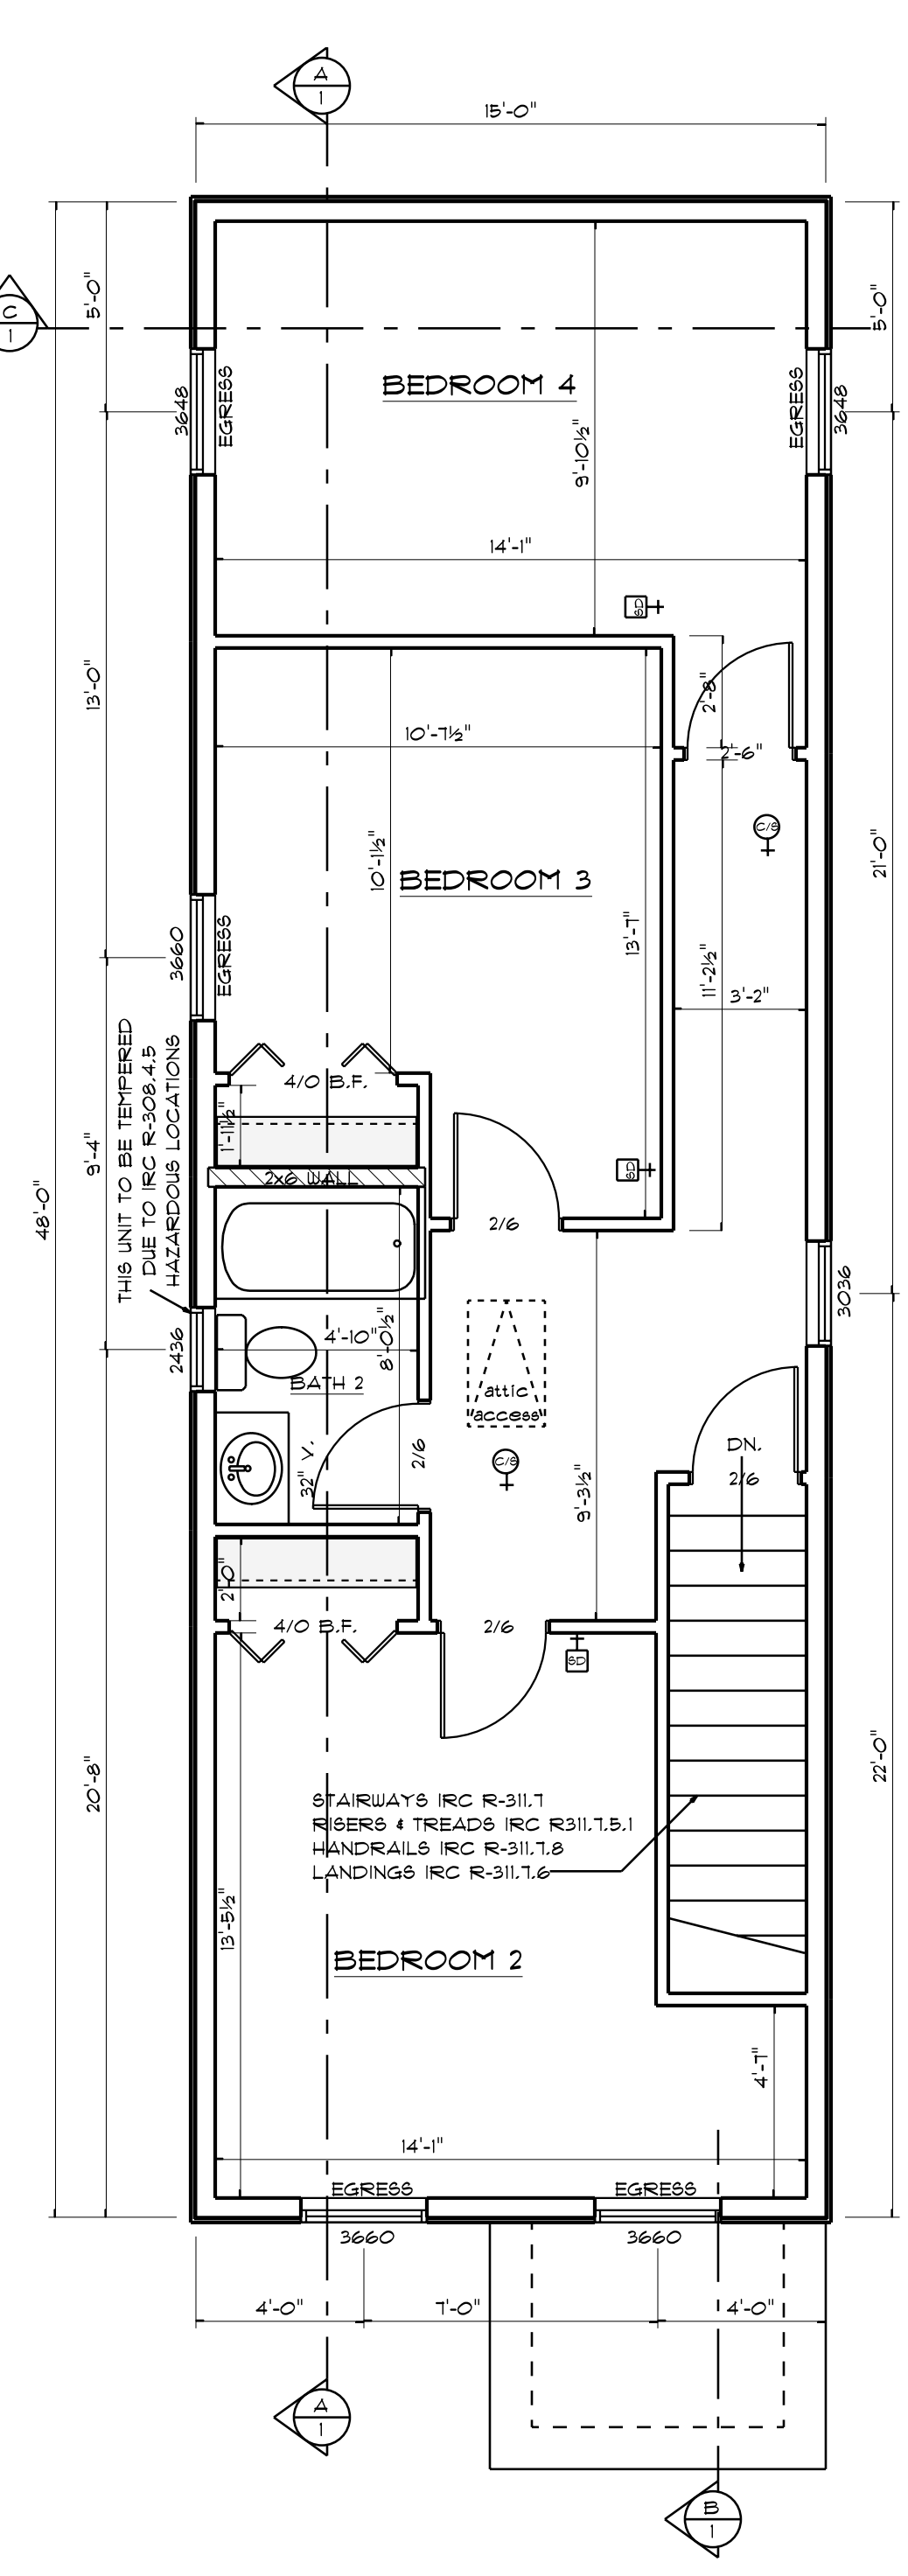 A
1
15'-0"
C
1
5'-0"
5'-0"
3648
EGRESS
BEDROOM 4
EGRESS
3648
9'-10½"
14'-1"
SD
13'-0"
2'-8"
10'-7½"
2'-6"
C/S
10'-1½"
BEDROOM 3
21'-0"
3660
EGRESS
13'-7"
11'-2½"
3'-2"
THIS UNIT TO BE TEMPERED
DUE TO IRC R-308.4.5
HAZARDOUS LOCATIONS
4/0 B.F.
1'-11½"
9'-4"
48'-0"
2x6 WALL
SD
2/6
3036
2436
4'-10"
8'-0½"
BATH 2
attic
access
32" V.
2/6
C/S
DN.
2/6
9'-3½"
2'-0"
4/0 B.F.
2/6
SD
20'-8"
22'-0"
STAIRWAYS IRC R-311.7
RISERS & TREADS IRC R311.7.5.1
HANDRAILS IRC R-311.7.8
LANDINGS IRC R-311.7.6
13'-5½"
BEDROOM 2
4'-7"
14'-1"
EGRESS
EGRESS
3660
3660
4'-0"
7'-0"
4'-0"
A
1
B
1